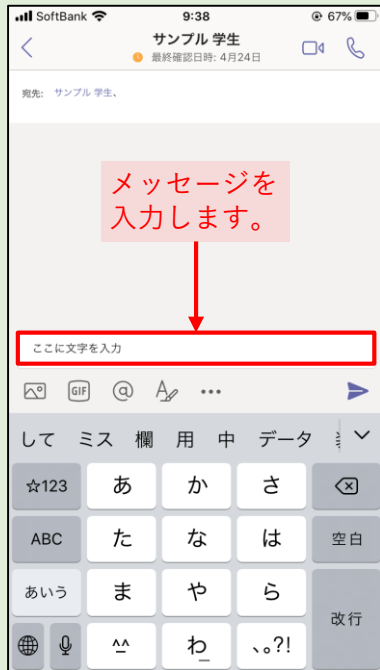 SoftBank 9:38 67%
サンプル 学生
最終確認日時: 4月24日
宛先: サンプル 学生、
メッセージを
入力します。
ここに文字を入力
GIF @ A
して ミス 欄 用 中 データ
☆123 あ か さ
ABC た な は 空白
あいう ま や ら
改行
^^ わ 、。?!